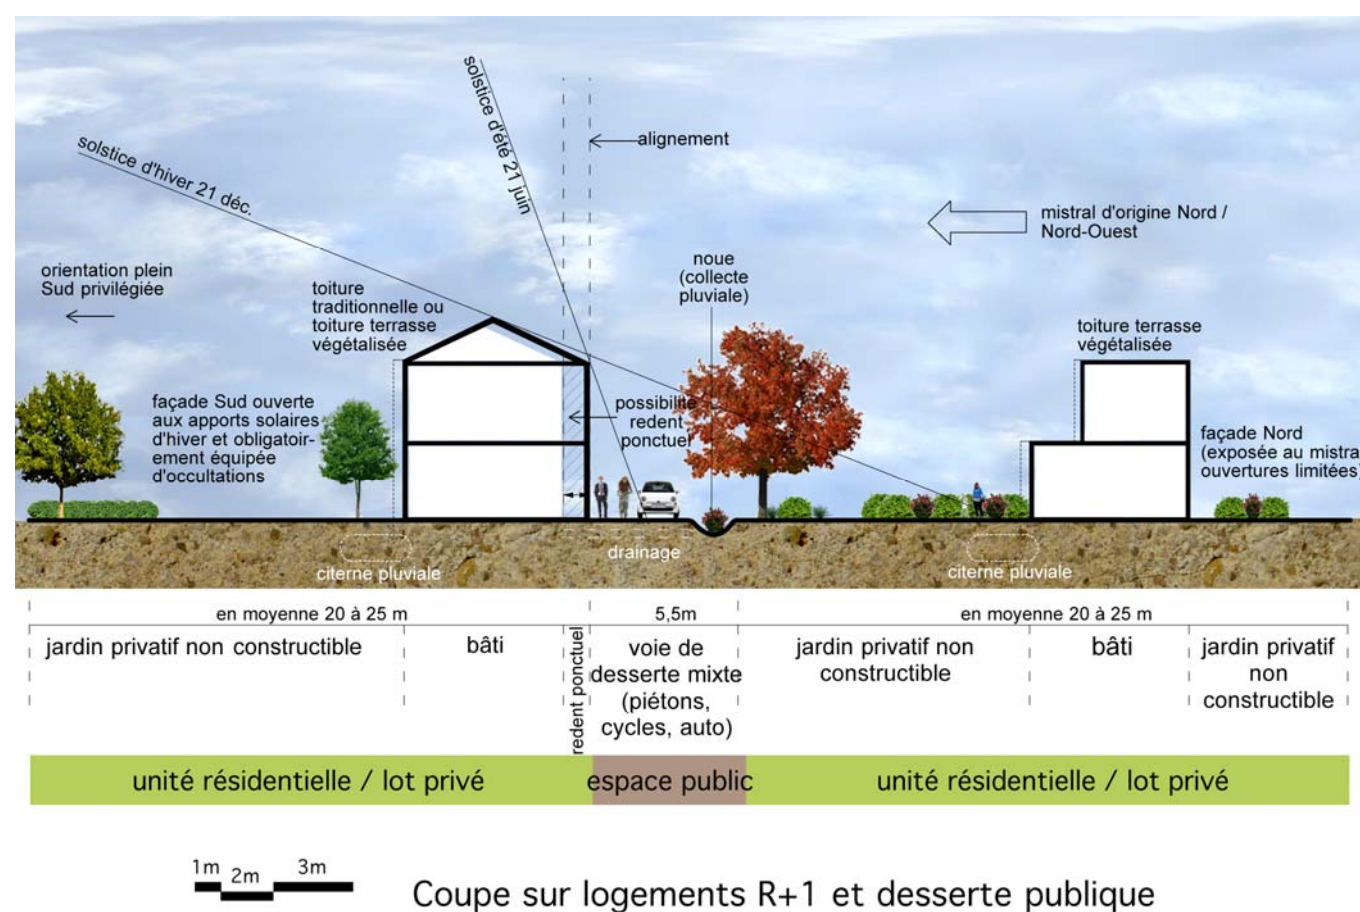 solstice d'hiver 21 déc.
solstice d'été 21 juin
alignement
mistral d'origine Nord /
Nord-Ouest
orientation plein
Sud privilégiée
toiture
traditionnelle ou
toiture terrasse
végétalisée
noue
(collecte
pluviale)
toiture terrasse
végétalisée
façade Sud ouverte
aux apports solaires
d'hiver et obligatoir-
ement équipée
d'occultations
possibilité
redent
ponctuel
façade Nord
(exposée au mistra
ouvertures limitées)
citerne pluviale
drainage
citerne pluviale
en moyenne 20 à 25 m
5,5m
en moyenne 20 à 25 m
jardin privatif non constructible
bâti
redent ponctuel
voie de
desserte mixte
(piétons,
cycles, auto)
jardin privatif non
constructible
bâti
jardin privatif
non
constructible
unité résidentielle / lot privé
espace public
unité résidentielle / lot privé
1m
2m
3m
Coupe sur logements R+1 et desserte publique